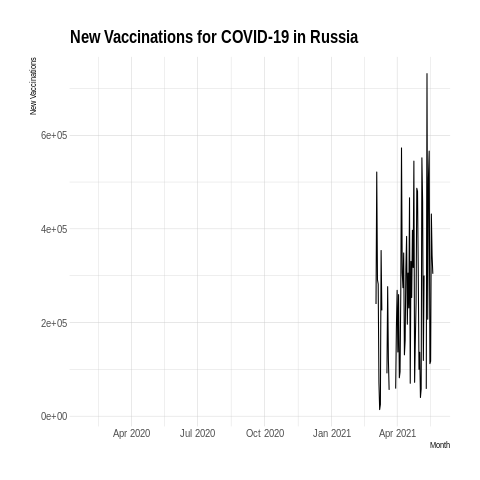 New Vaccinations for COVID-19 in Russia
New Vaccinations
6e+05
4e+05
2e+05
0e+00
Apr 2020 Jul 2020 Oct 2020 Jan 2021 Apr 2021
Month